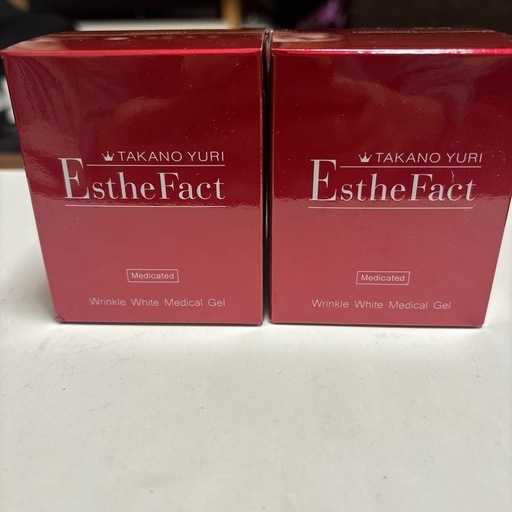 TAKANO YURI
EstheFact
Medicated
Wrinkle White Medical Gel
TAKANO YURI
EstheFact
Medicated
Wrinkle White Medical Gel